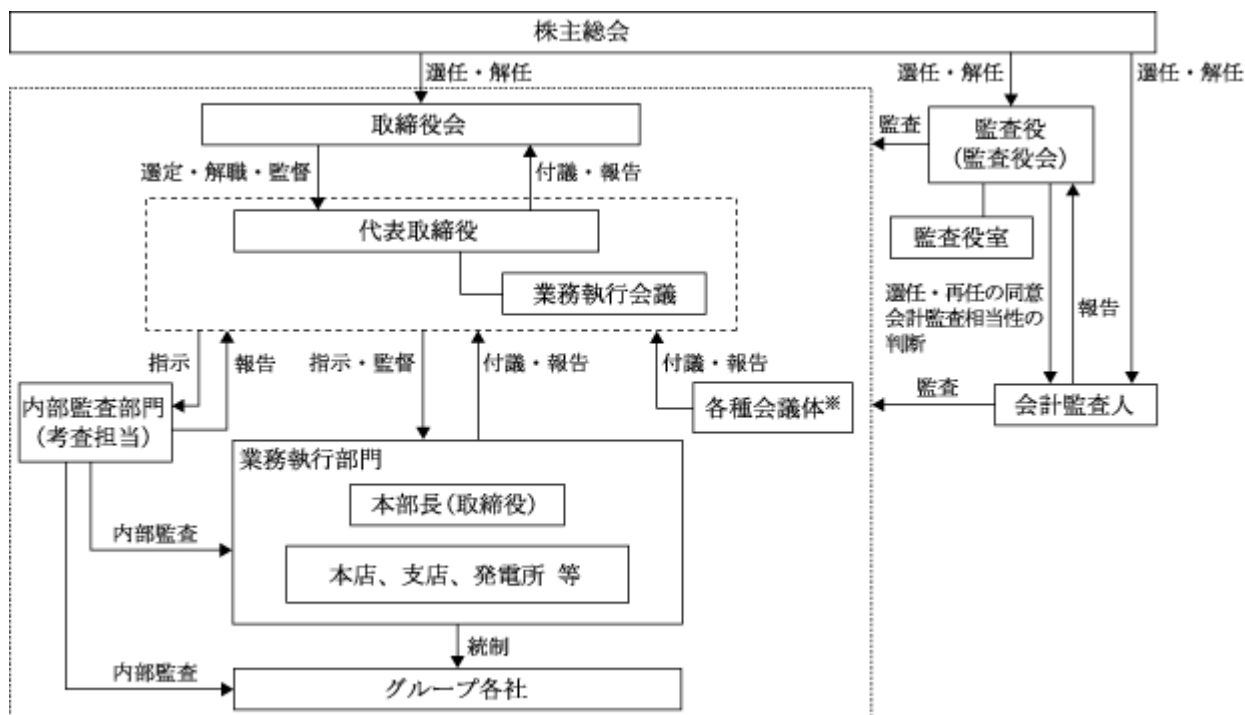 株主総会
選任・解任
選任・解任
選任・解任
取締役会
監査
監査役
(監査役会)
選定・解職・監督
付議・報告
代表取締役
監査役室
業務執行会議
選任・再任の同意
会計監査相当性の
判断
報告
指示
報告
指示・監督
付議・報告
付議・報告
内部監査部門
(考査担当)
各種会議体※
監査
会計監査人
業務執行部門
本部長(取締役)
内部監査
本店、支店、発電所 等
統制
内部監査
グループ各社